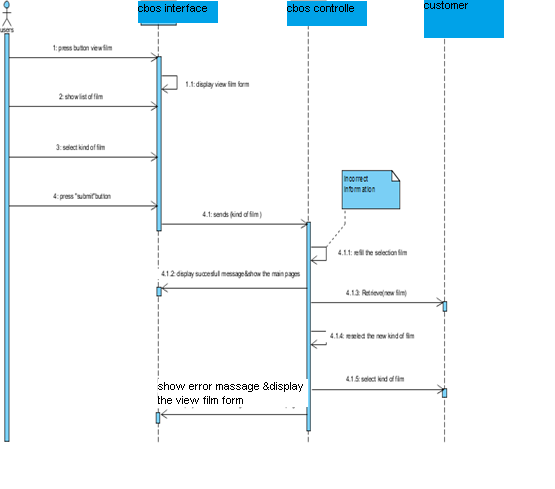 cbos interface
cbos controlle
customer
users
1: press button view film
1.1: display view film form
2: show list of film
3: select kind of film
Incorrect
Information
4: press "submit"button
4.1: sends (kind of film )
4.1.1: refill the selection film
4.1.2: display succesfull message&show the main pages
4.1.3: Retrieve(new film)
4.1.4: reselect the new kind of film
4.1.5: select kind of film
show error massage &display
the view film form